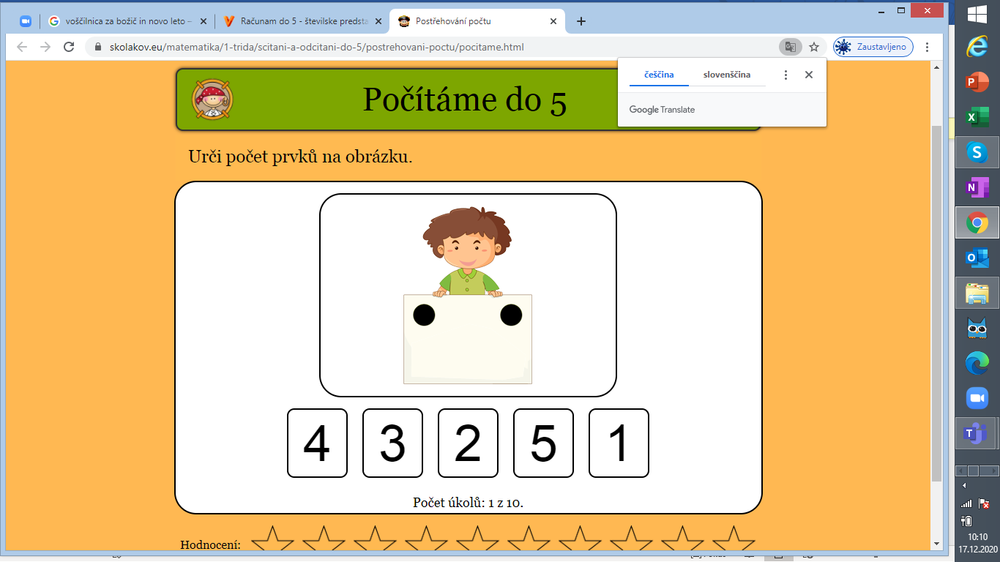 voščilnica za božič in novo leto –
Računam do 5 - številske predsta
Postřehování počtu
skolakov.eu/matematika/1-trida/scitani-a-odcitani-do-5/postrehovani-poctu/pocitame.html
Zaustavljeno
češčina
slovenščina
Google Translate
Počítáme do 5
Urči počet prvků na obrázku.
4 3 2 5 1
Počet úkolů: 1 z 10.
Hodnocení:
10:10
17.12.2020